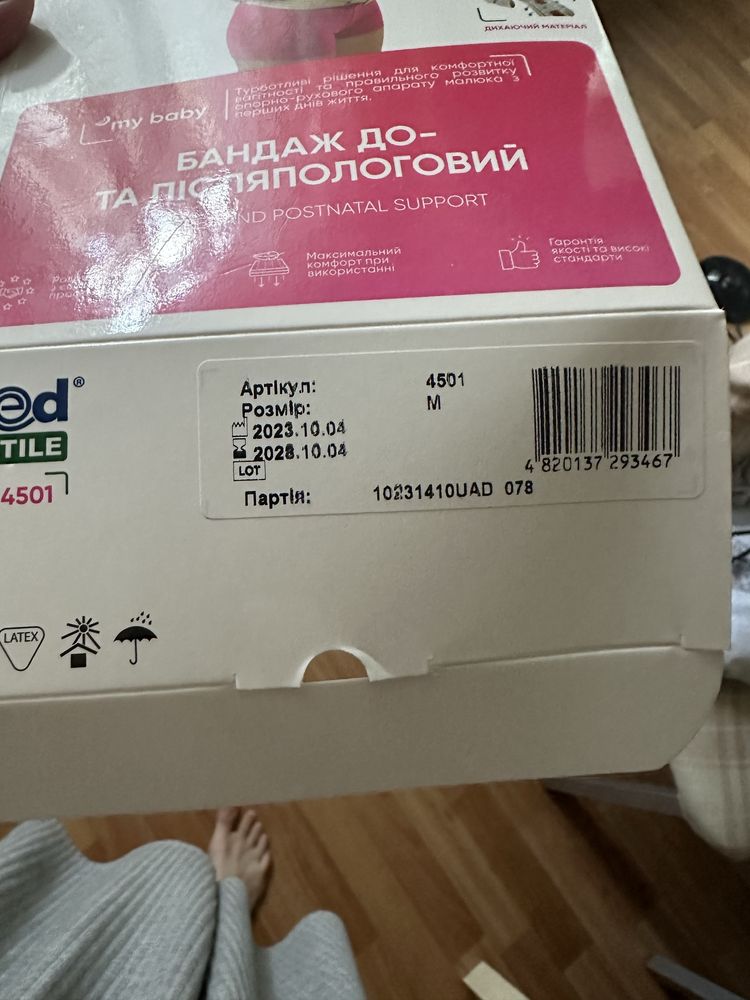 ДИХАЮЧИЙ МАТЕРІАЛ
my baby
Турботливі рішення для комфортної
вагітності та правильного розвитку
опорно-рухового апарату малюка з
перших днів життя.
БАНДАЖ ДО-
ТА ПІСЛЯПОЛОГОВИЙ
AND POSTNATAL SUPPORT
Максимальний
комфорт при
використанні
Гарантія
якості та високі
стандарти
ed®
TILE
4501
Артікул: 4501
Розмір: M
2023.10.04
2028.10.04
LOT
Партія: 10231410UAD 078
4 820137 293467
LATEX